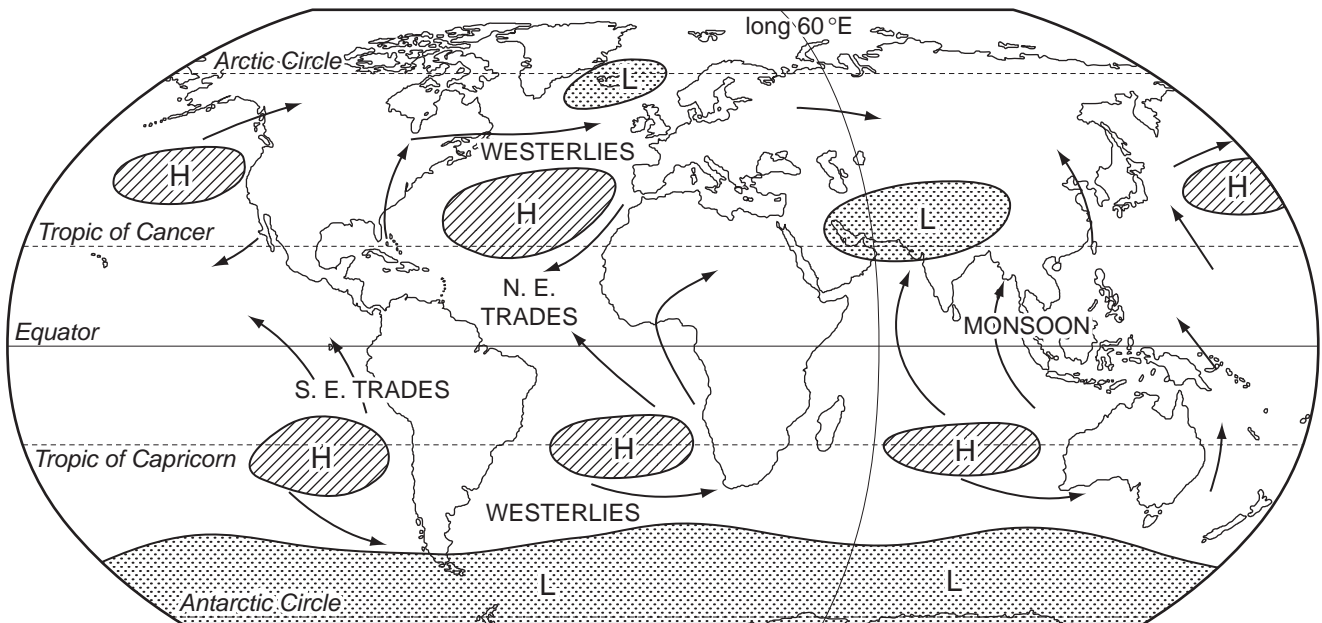 long 60 °E
Arctic Circle
L
WESTERLIES
H
H
H
L
Tropic of Cancer
N. E.
TRADES
MONSOON
Equator
S. E. TRADES
H
H
H
Tropic of Capricorn
WESTERLIES
L
L
Antarctic Circle